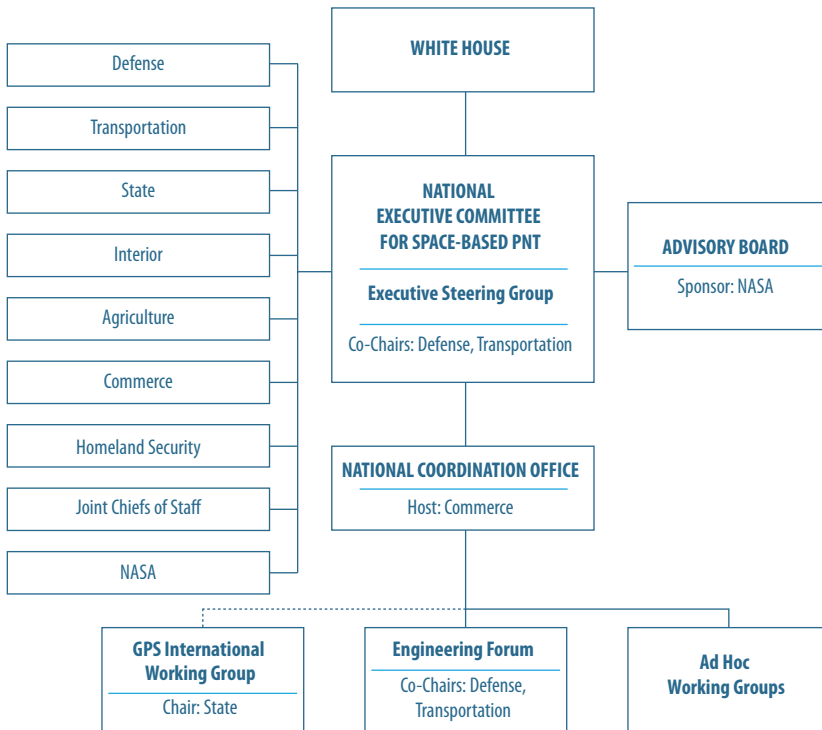 WHITE HOUSE
Defense
Transportation
State
Interior
Agriculture
Commerce
Homeland Security
Joint Chiefs of Staff
NASA
NATIONAL
EXECUTIVE COMMITTEE
FOR SPACE-BASED PNT
Executive Steering Group
Co-Chairs: Defense, Transportation
ADVISORY BOARD
Sponsor: NASA
NATIONAL COORDINATION OFFICE
Host: Commerce
GPS International
Working Group
Chair: State
Engineering Forum
Co-Chairs: Defense,
Transportation
Ad Hoc
Working Groups